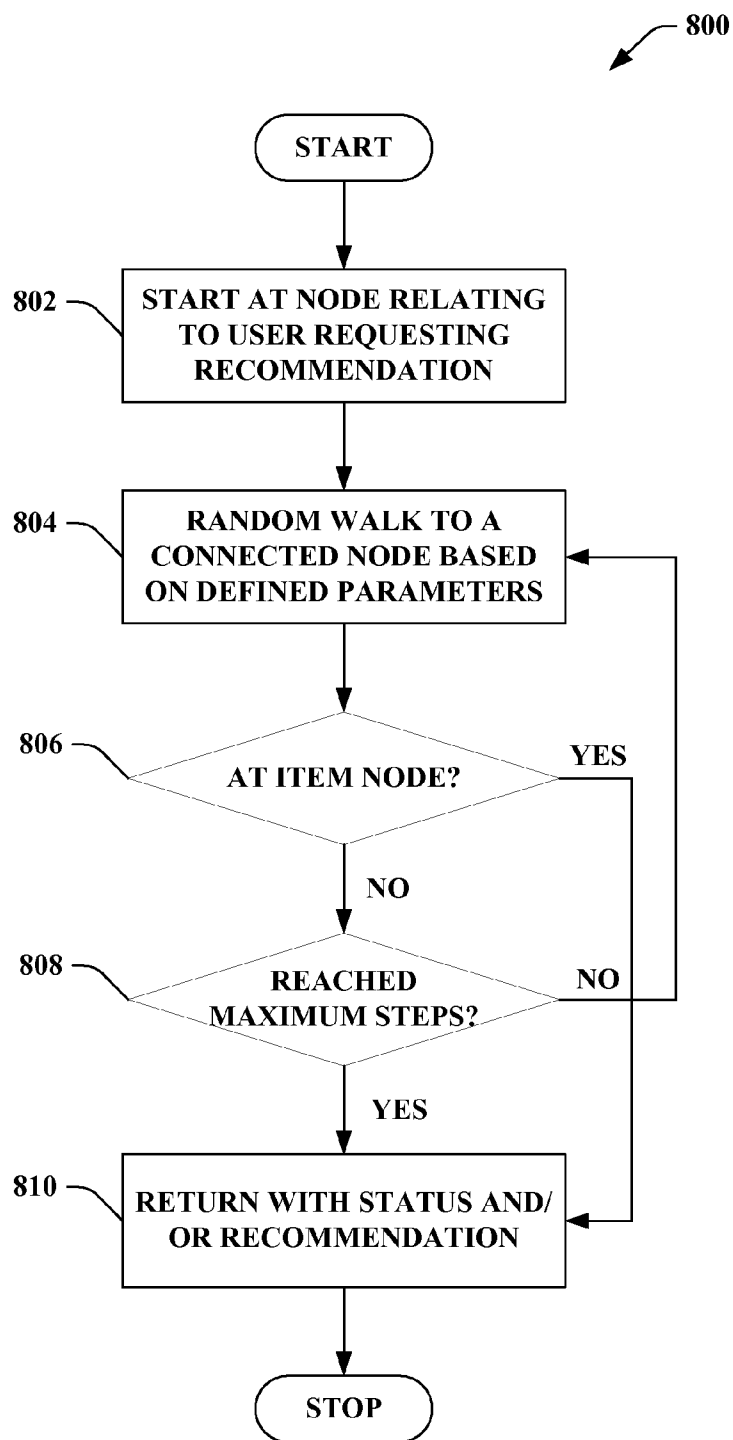 800
START
802
START AT NODE RELATING
TO USER REQUESTING
RECOMMENDATION
804
RANDOM WALK TO A
CONNECTED NODE BASED
ON DEFINED PARAMETERS
806
AT ITEM NODE?
YES
NO
808
REACHED
MAXIMUM STEPS?
NO
YES
810
RETURN WITH STATUS AND/
OR RECOMMENDATION
STOP